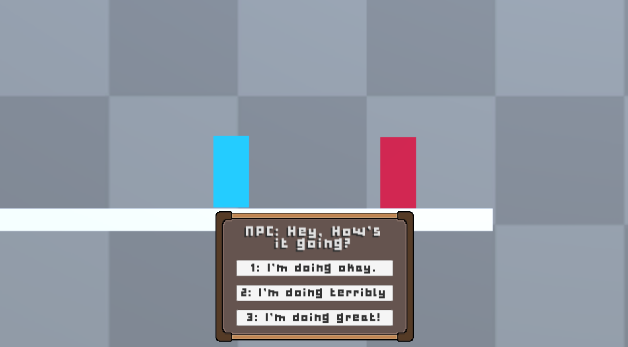 NPC: Hey, How's
it going?
1: I'm doing okay.
2: I'm doing terribly
3: I'm doing great!